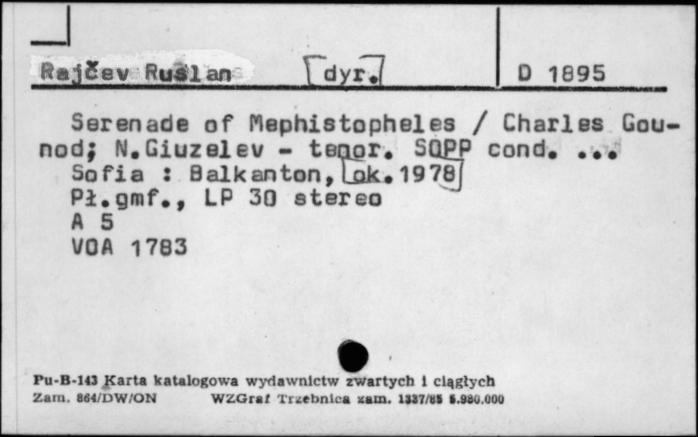 Rajčev Ruslan [dyr.] D 1895
Serenade of Mephistopheles / Charles Gou-
nod; N.Giuzelev - tenor. SOPP cond. ...
Sofia : Balkanton, [ok.1978]
Pł.gmf., LP 30 stereo
A 5
VOA 1783
Pu-B-143 Karta katalogowa wydawnictw zwartych i ciągłych
Zam. 864/DW/ON WZGraf Trzebnica zam. 1337/85 5.980.000